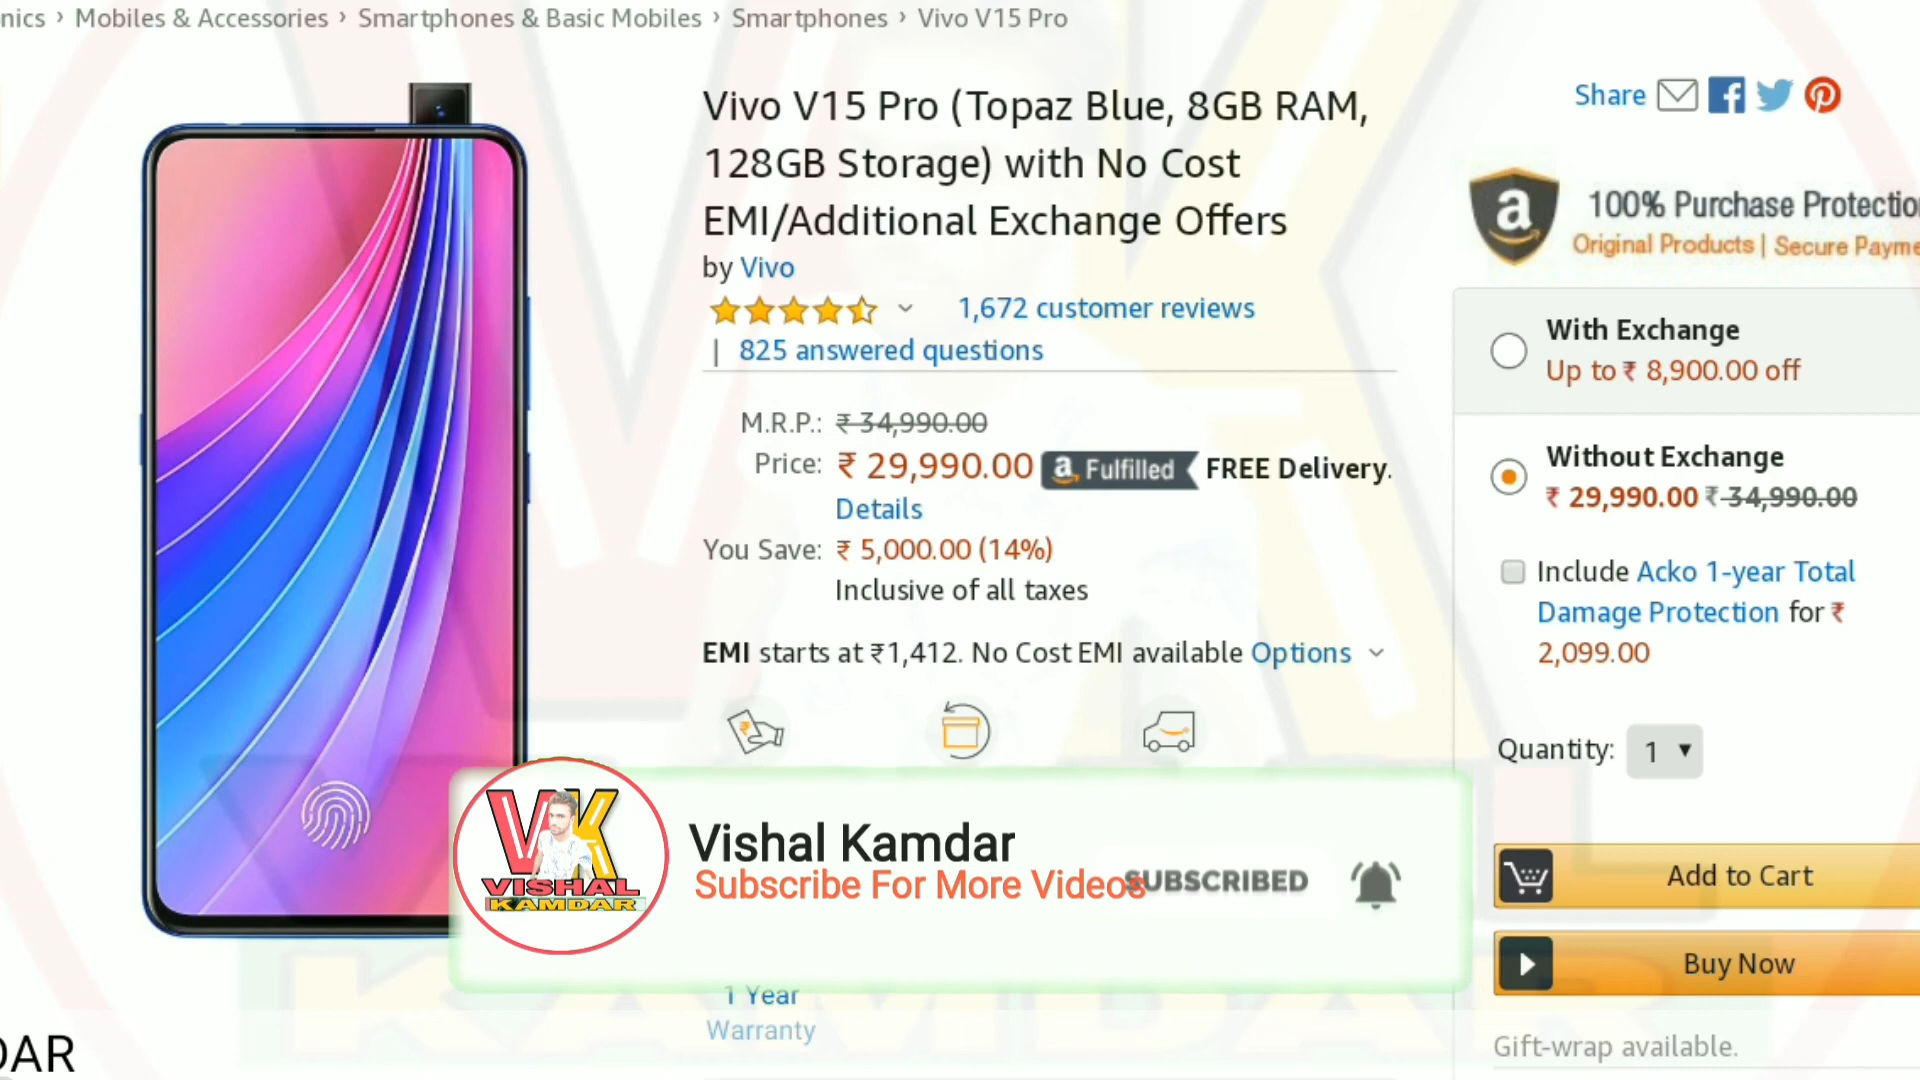 nics › Mobiles & Accessories › Smartphones & Basic Mobiles › Smartphones › Vivo V15 Pro
Vivo V15 Pro (Topaz Blue, 8GB RAM,
128GB Storage) with No Cost
EMI/Additional Exchange Offers
by Vivo
1,672 customer reviews
| 825 answered questions
M.R.P.: ₹ 34,990.00
Price: ₹ 29,990.00 a Fulfilled FREE Delivery.
Details
You Save: ₹ 5,000.00 (14%)
Inclusive of all taxes
EMI starts at ₹1,412. No Cost EMI available Options
VK
VISHAL
KAMDAR
Vishal Kamdar
Subscribe For More Videos
SUBSCRIBED
1 Year
Warranty
DAR
Share
a 100% Purchase Protectio
Original Products | Secure Payme
With Exchange
Up to ₹ 8,900.00 off
Without Exchange
₹ 29,990.00 ₹ 34,990.00
Include Acko 1-year Total
Damage Protection for ₹
2,099.00
Quantity: 1
Add to Cart
Buy Now
Gift-wrap available.
KAMDAR